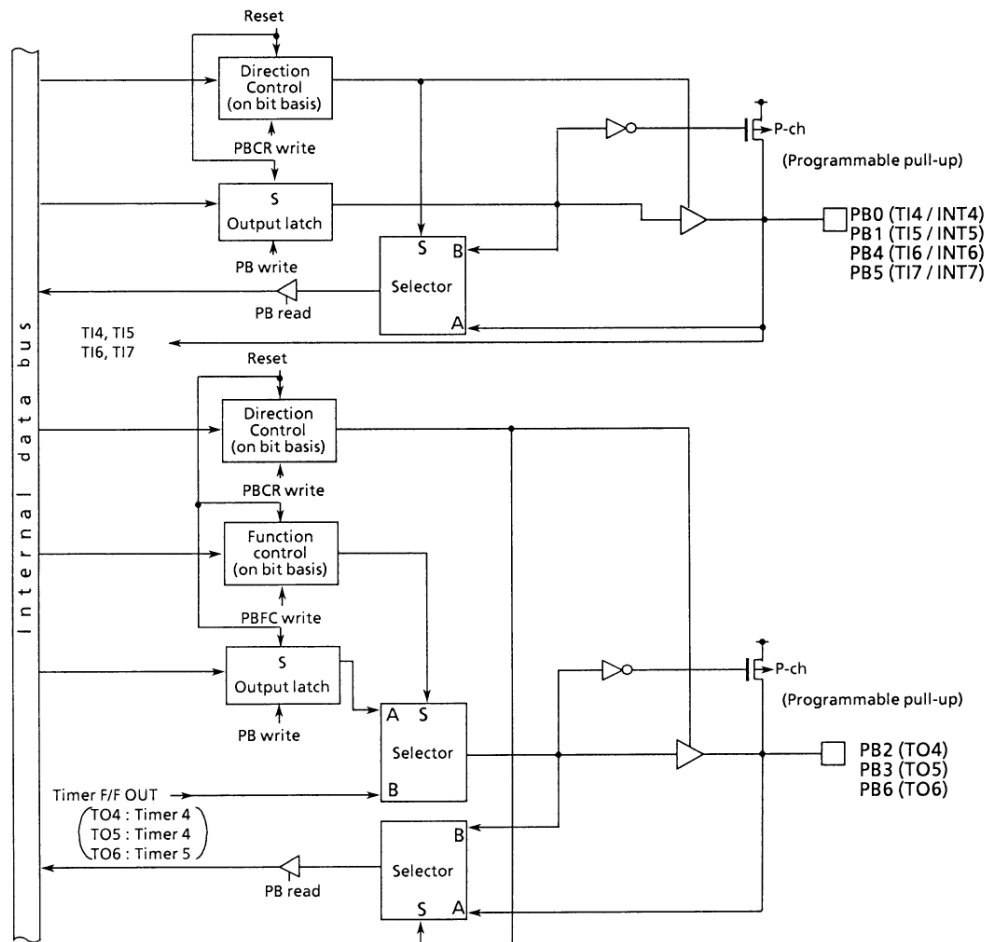 Reset
Direction
Control
(on bit basis)
PBCR write
P-ch
(Programmable pull-up)
S
Output latch
PB write
PB0 (TI4 / INT4)
PB1 (TI5 / INT5)
PB4 (TI6 / INT6)
PB5 (TI7 / INT7)
S
B
Selector
A
PB read
TI4, TI5
TI6, TI7
Internal data bus
Reset
Direction
Control
(on bit basis)
PBCR write
Function
control
(on bit basis)
PBFC write
S
Output latch
PB write
P-ch
(Programmable pull-up)
A S
Selector
B
PB2 (TO4)
PB3 (TO5)
PB6 (TO6)
Timer F/F OUT
(TO4 : Timer 4
TO5 : Timer 4
TO6 : Timer 5)
B
Selector
S A
PB read